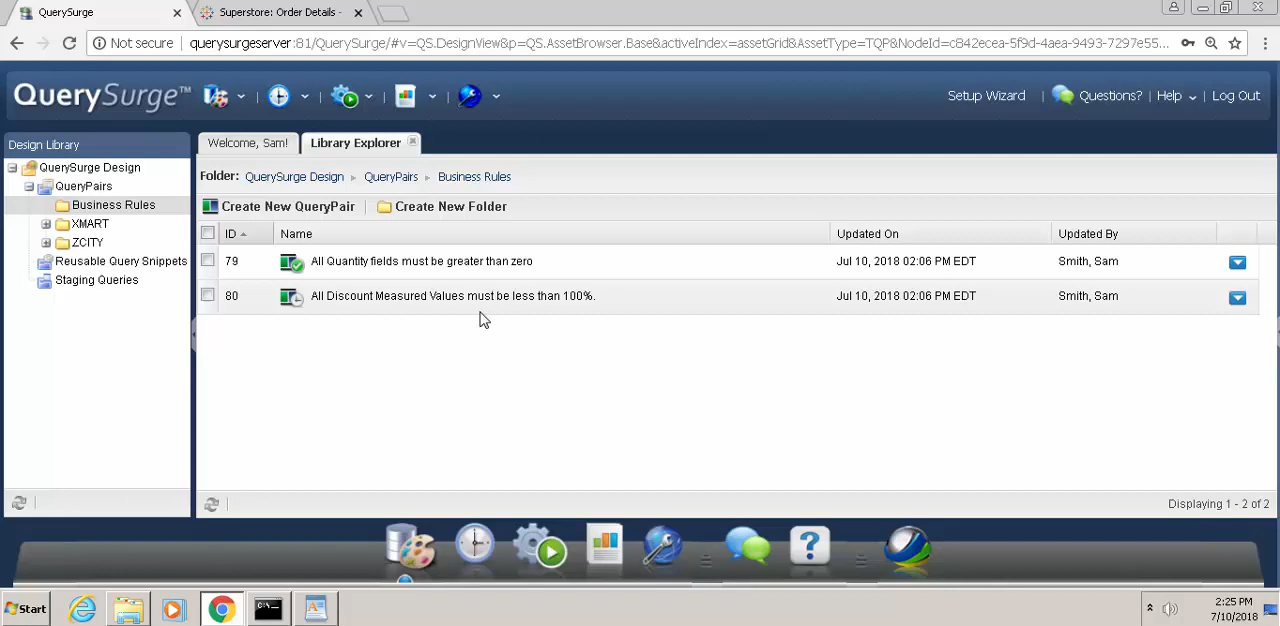 QuerySurge
Superstore: Order Details -
Not secure querysurgeserver:81/QuerySurge/#v=QS.DesignView&p=QS.AssetBrowser.Base&activeIndex=assetGrid&AssetType=TQP&NodeId=c842ecea-5f9d-4aea-9493-7297e55...
QuerySurge™
Setup Wizard | Questions? | Help | Log Out
Design Library
Welcome, Sam!
Library Explorer
QuerySurge Design
QueryPairs
Business Rules
XMART
ZCITY
Reusable Query Snippets
Staging Queries
Folder: QuerySurge Design QueryPairs Business Rules
Create New QueryPair Create New Folder
ID Name Updated On Updated By
79 All Quantity fields must be greater than zero Jul 10, 2018 02:06 PM EDT Smith, Sam
80 All Discount Measured Values must be less than 100%. Jul 10, 2018 02:06 PM EDT Smith, Sam
Displaying 1 - 2 of 2
?
Start
2:25 PM
7/10/2018